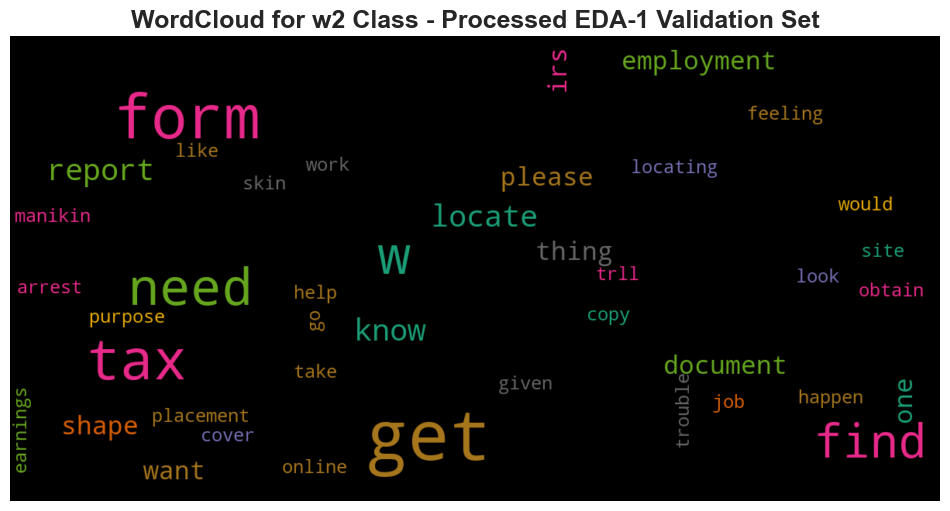 WordCloud for w2 Class - Processed EDA-1 Validation Set
irs
employment
form
feeling
like
report
work
skin
please
locating
manikin
locate
would
w
thing
site
trll
look
need
arrest
help
obtain
purpose
go
know
copy
tax
take
document
given
trouble
job
happen
one
earnings
shape
placement
cover
get
find
want
online